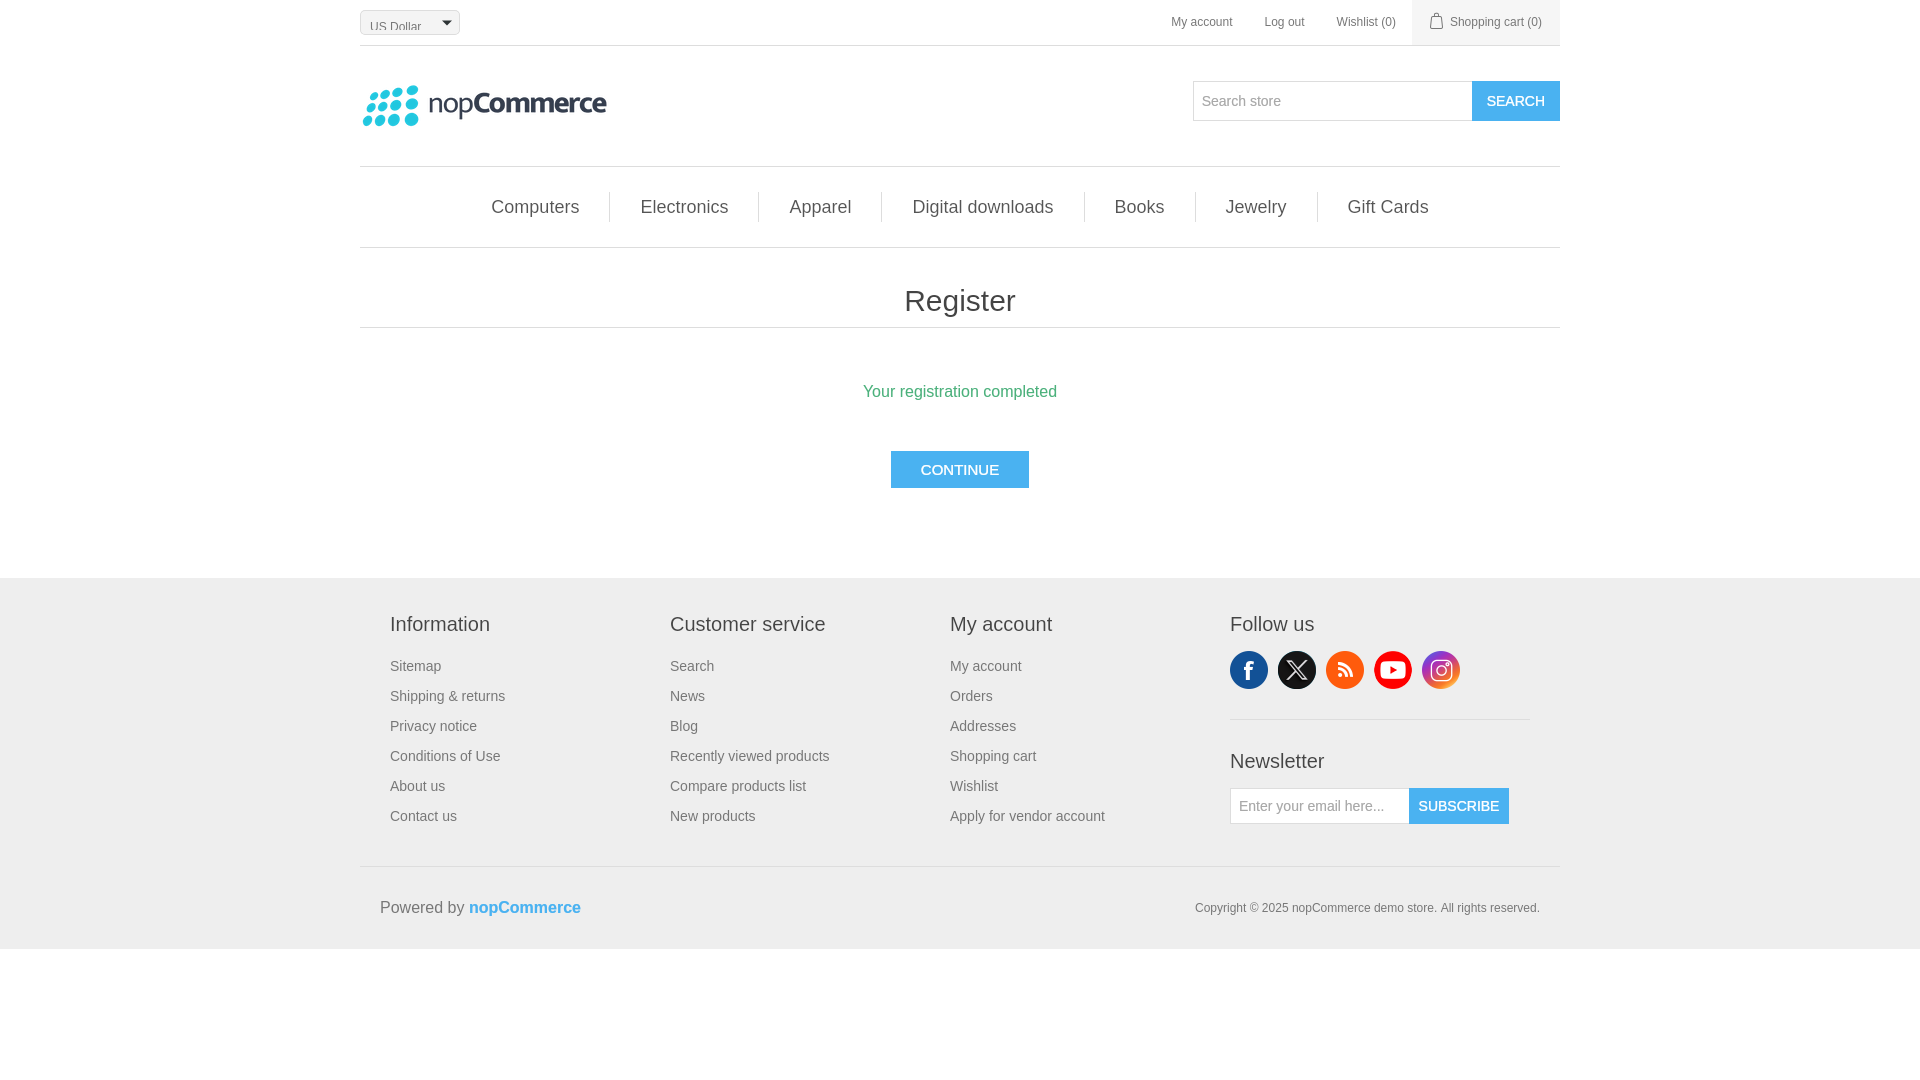 US Dollar
My account
Log out
Wishlist (0)
Shopping cart (0)
nopCommerce
Search store
SEARCH
Computers
Electronics
Apparel
Digital downloads
Books
Jewelry
Gift Cards
Register
Your registration completed
CONTINUE
Information
Sitemap
Shipping & returns
Privacy notice
Conditions of Use
About us
Contact us
Customer service
Search
News
Blog
Recently viewed products
Compare products list
New products
My account
My account
Orders
Addresses
Shopping cart
Wishlist
Apply for vendor account
Follow us
Newsletter
Enter your email here...
SUBSCRIBE
Powered by nopCommerce
Copyright © 2025 nopCommerce demo store. All rights reserved.